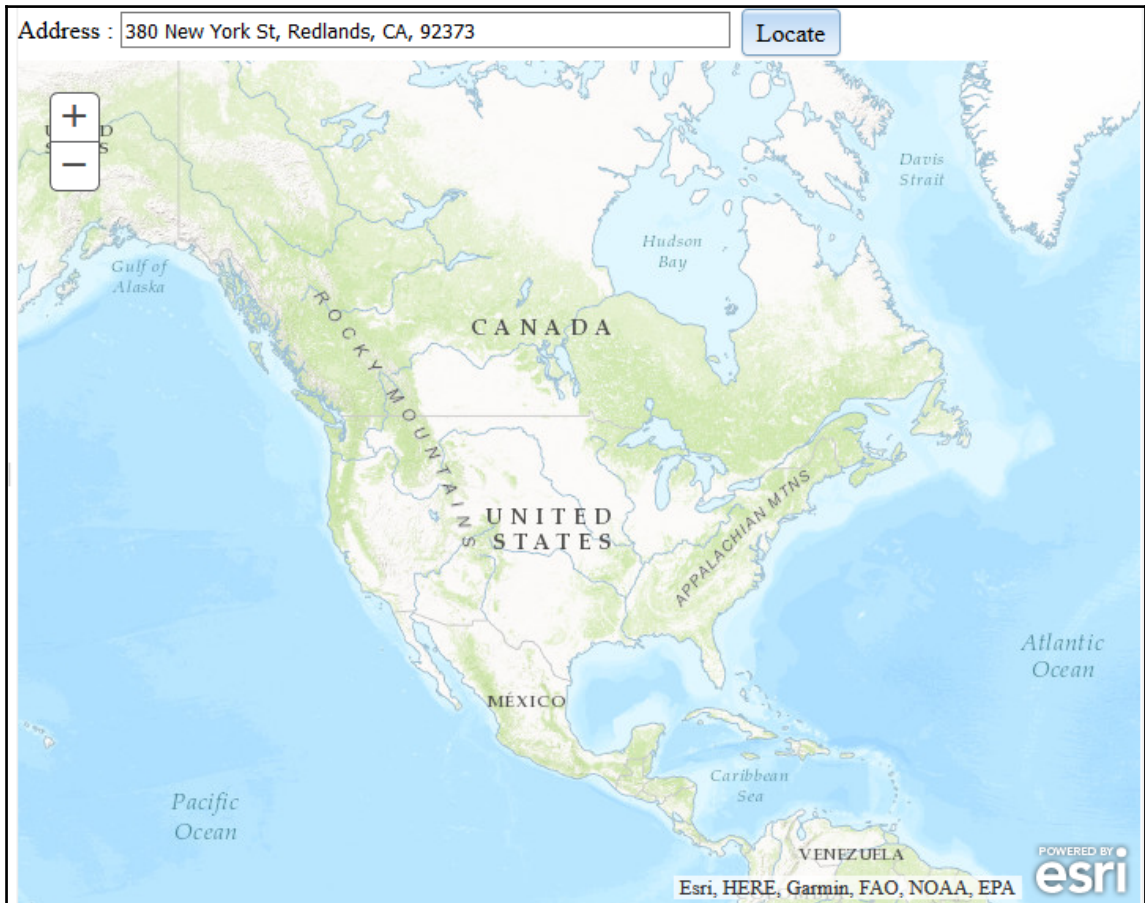 Address : 380 New York St, Redlands, CA, 92373 Locate
+
−
Davis
Strait
Hudson
Bay
Gulf of
Alaska
ROCKY MOUNTAINS
CANADA
UNITED
STATES
APPALACHIAN MTNS
Atlantic
Ocean
MÉXICO
Caribbean
Sea
Pacific
Ocean
VENEZUELA
POWERED BY
esri
Esri, HERE, Garmin, FAO, NOAA, EPA